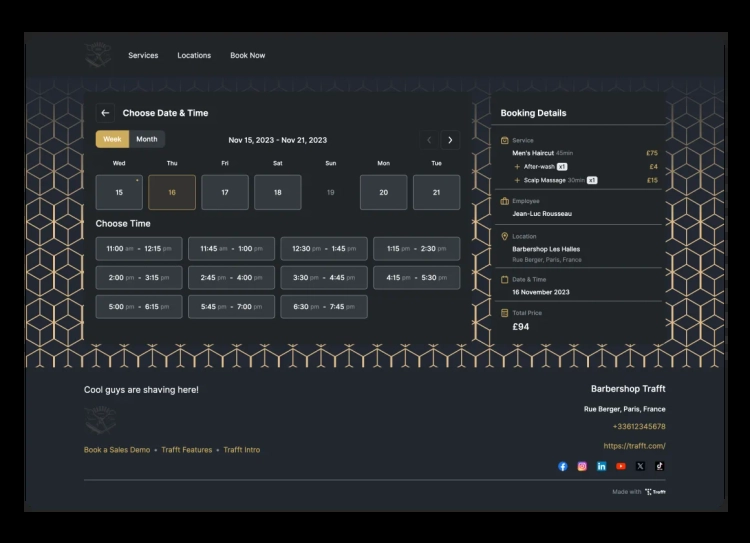 Services Locations Book Now
Choose Date & Time
Week Month
Nov 15, 2023 - Nov 21, 2023
Wed Thu Fri Sat Sun Mon Tue
15 16 17 18 19 20 21
Choose Time
11:00 am - 12:15 pm 11:45 am - 1:00 pm 12:30 pm - 1:45 pm 1:15 pm - 2:30 pm
2:00 pm - 3:15 pm 2:45 pm - 4:00 pm 3:30 pm - 4:45 pm 4:15 pm - 5:30 pm
5:00 pm - 6:15 pm 5:45 pm - 7:00 pm 6:30 pm - 7:45 pm
Booking Details
Service
Men's Haircut 45min £75
+ After-wash x1 £4
+ Scalp Massage 30min x1 £15
Employee
Jean-Luc Rousseau
Location
Barbershop Les Halles
Rue Berger, Paris, France
Date & Time
16 November 2023
Total Price
£94
Cool guys are shaving here!
Book a Sales Demo • Trafft Features • Trafft Intro
Barbershop Trafft
Rue Berger, Paris, France
+33612345678
https://trafft.com/
Made with Trafft